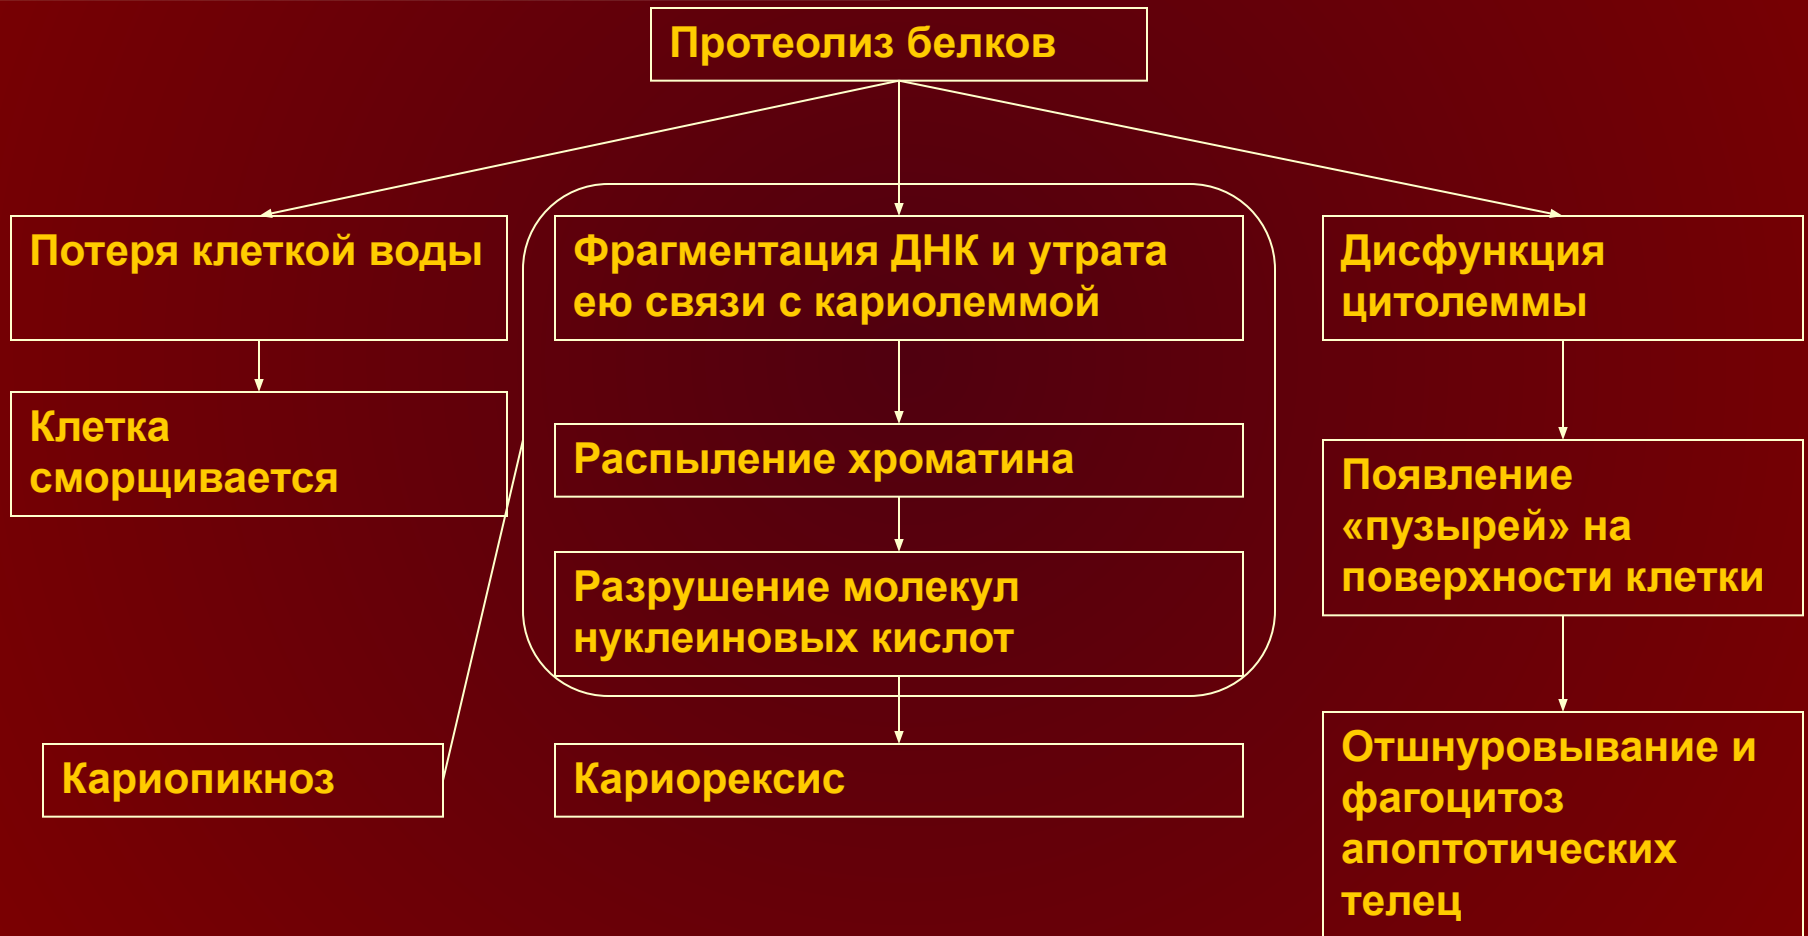 Протеолиз белков
Потеря клеткой воды
Фрагментация ДНК и утрата
ею связи с кариолеммой
Дисфункция
цитолеммы
Клетка
сморщивается
Распыление хроматина
Появление
«пузырей» на
поверхности клетки
Разрушение молекул
нуклеиновых кислот
Кариопикноз
Кариорексис
Отшнуровывание и
фагоцитоз
апоптотических
телец